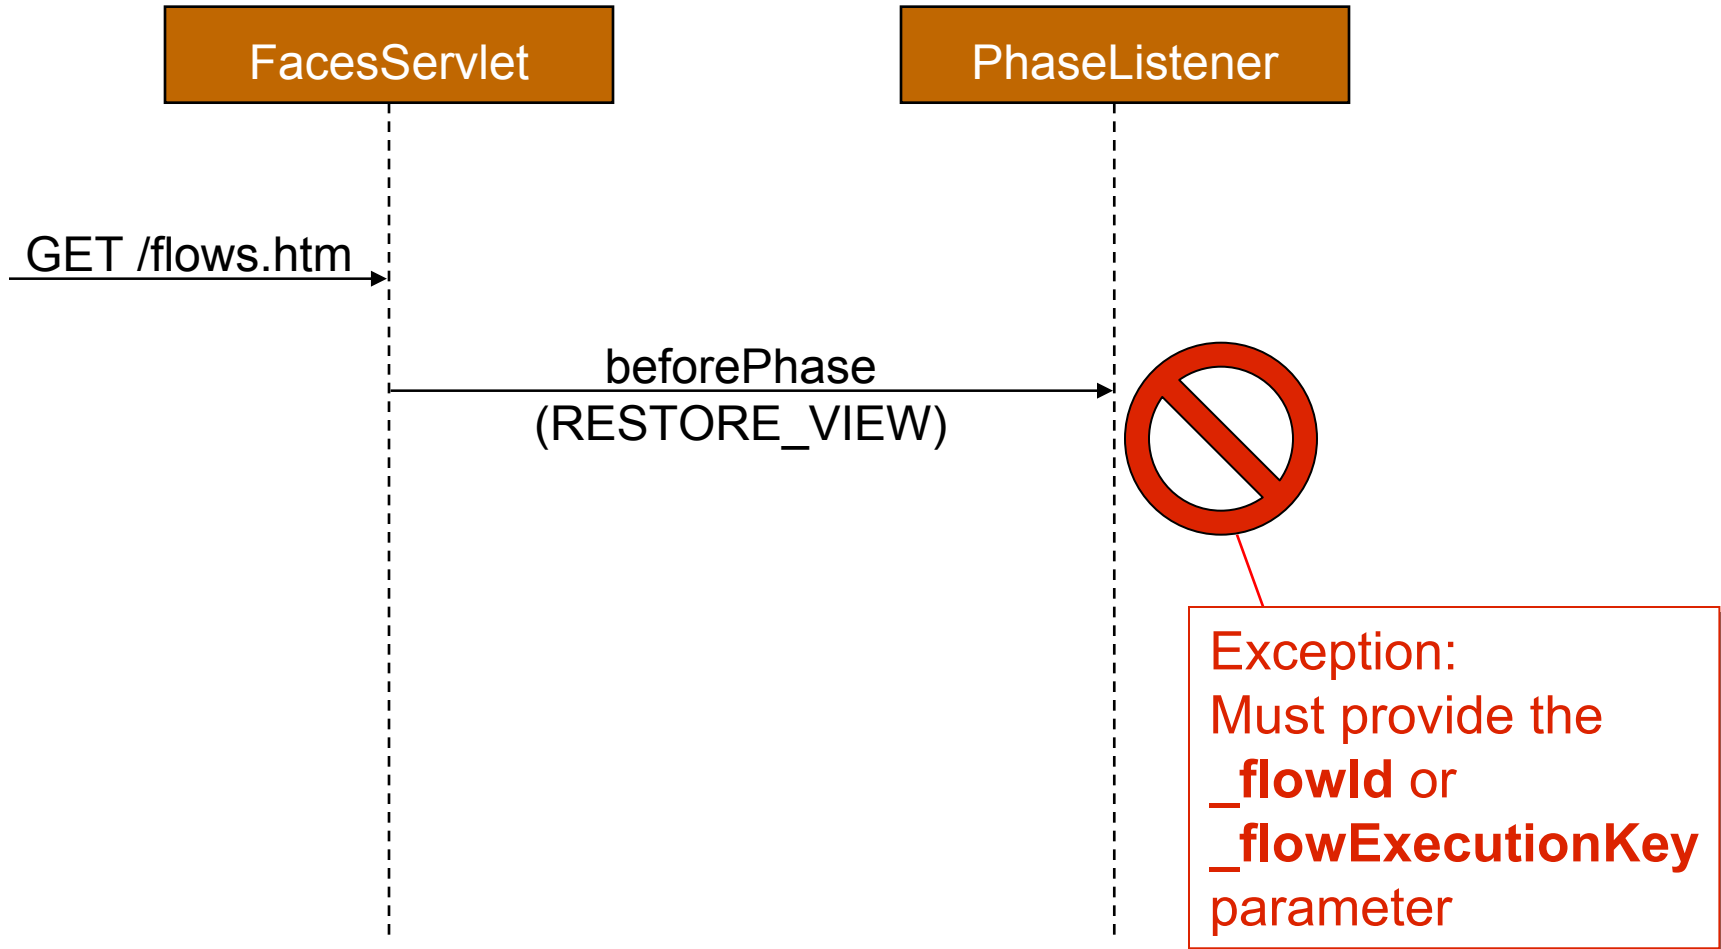 FacesServlet
PhaseListener
GET /flows.htm
beforePhase
(RESTORE_VIEW)
Exception:
Must provide the
_flowId or
_flowExecutionKey
parameter